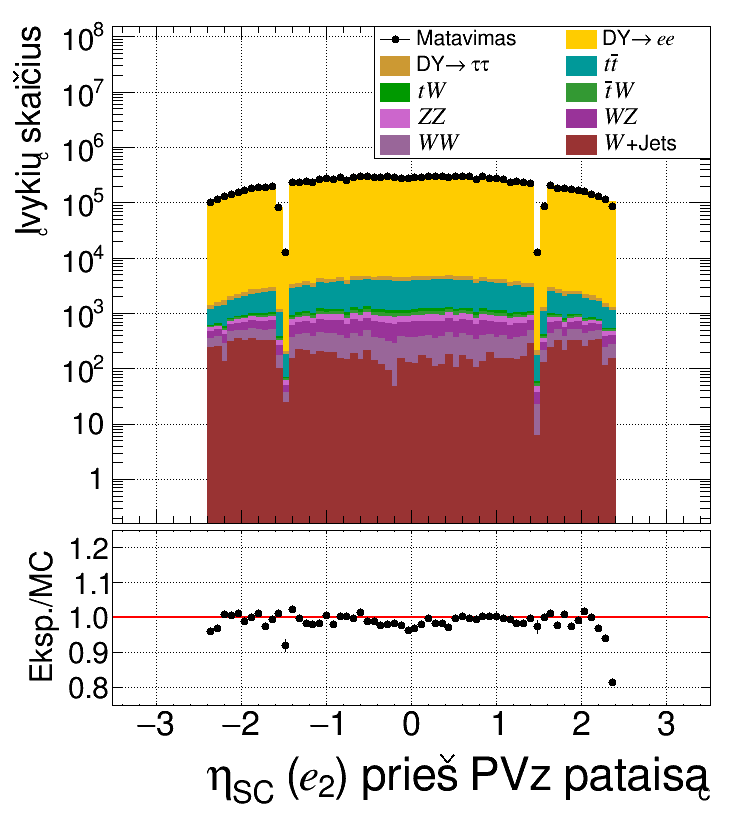 Įvykių skaičius
10⁸
10⁷
10⁶
10⁵
10⁴
10³
10²
10
1
Matavimas
DY→ ee
DY→ ττ
tt̄
tW
t̄W
ZZ
WZ
WW
W+Jets
Eksp./MC
1.2
1.1
1.0
0.9
0.8
−3 −2 −1 0 1 2 3
η_SC (e₂) prieš PVz pataisą